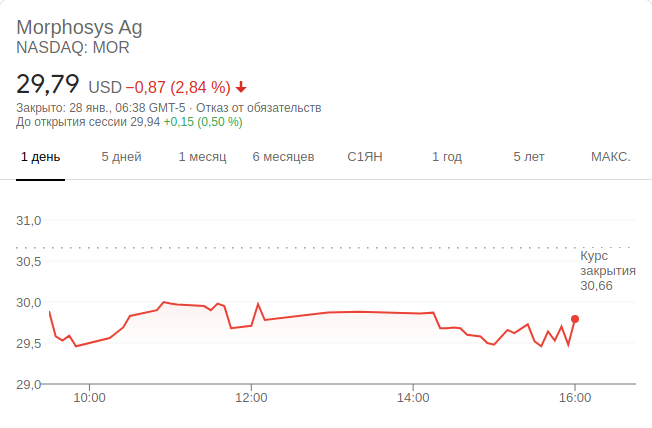 Morphosys Ag
NASDAQ: MOR
29,79 USD −0,87 (2,84 %)
Закрыто: 28 янв., 06:38 GMT-5 · Отказ от обязательств
До открытия сессии 29,94 +0,15 (0,50 %)
1 день 5 дней 1 месяц 6 месяцев С1ЯН 1 год 5 лет МАКС.
31,0
Курс
закрытия
30,66
30,5
30,0
29,5
29,0
10:00 12:00 14:00 16:00